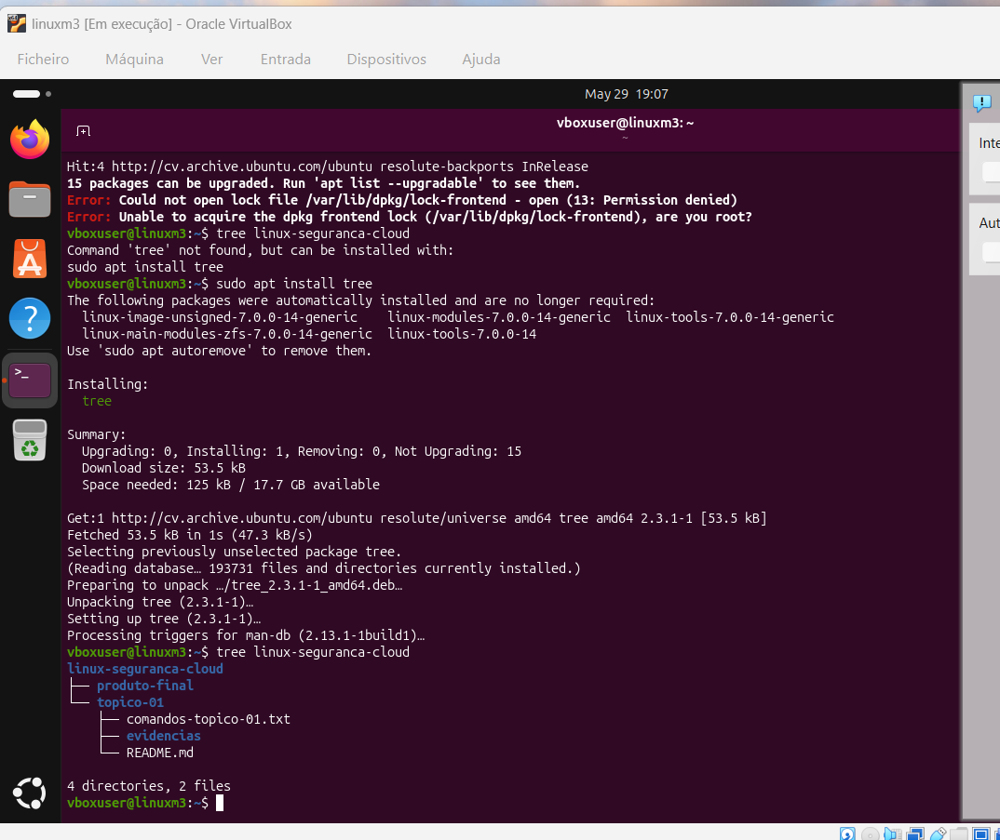 linuxm3 [Em execução] - Oracle VirtualBox
Ficheiro Máquina Ver Entrada Dispositivos Ajuda
May 29 19:07
vboxuser@linuxm3: ~
~
Hit:4 http://cv.archive.ubuntu.com/ubuntu resolute-backports InRelease
15 packages can be upgraded. Run 'apt list --upgradable' to see them.
Error: Could not open lock file /var/lib/dpkg/lock-frontend - open (13: Permission denied)
Error: Unable to acquire the dpkg frontend lock (/var/lib/dpkg/lock-frontend), are you root?
vboxuser@linuxm3:~$ tree linux-seguranca-cloud
Command 'tree' not found, but can be installed with:
sudo apt install tree
vboxuser@linuxm3:~$ sudo apt install tree
The following packages were automatically installed and are no longer required:
  linux-image-unsigned-7.0.0-14-generic    linux-modules-7.0.0-14-generic  linux-tools-7.0.0-14-generic
  linux-main-modules-zfs-7.0.0-14-generic  linux-tools-7.0.0-14
Use 'sudo apt autoremove' to remove them.
Installing:
  tree
Summary:
  Upgrading: 0, Installing: 1, Removing: 0, Not Upgrading: 15
  Download size: 53.5 kB
  Space needed: 125 kB / 17.7 GB available
Get:1 http://cv.archive.ubuntu.com/ubuntu resolute/universe amd64 tree amd64 2.3.1-1 [53.5 kB]
Fetched 53.5 kB in 1s (47.3 kB/s)
Selecting previously unselected package tree.
(Reading database… 193731 files and directories currently installed.)
Preparing to unpack …/tree_2.3.1-1_amd64.deb…
Unpacking tree (2.3.1-1)…
Setting up tree (2.3.1-1)…
Processing triggers for man-db (2.13.1-1build1)…
vboxuser@linuxm3:~$ tree linux-seguranca-cloud
linux-seguranca-cloud
├── produto-final
└── topico-01
    ├── comandos-topico-01.txt
    ├── evidencias
    └── README.md
4 directories, 2 files
vboxuser@linuxm3:~$
Inte
Aut